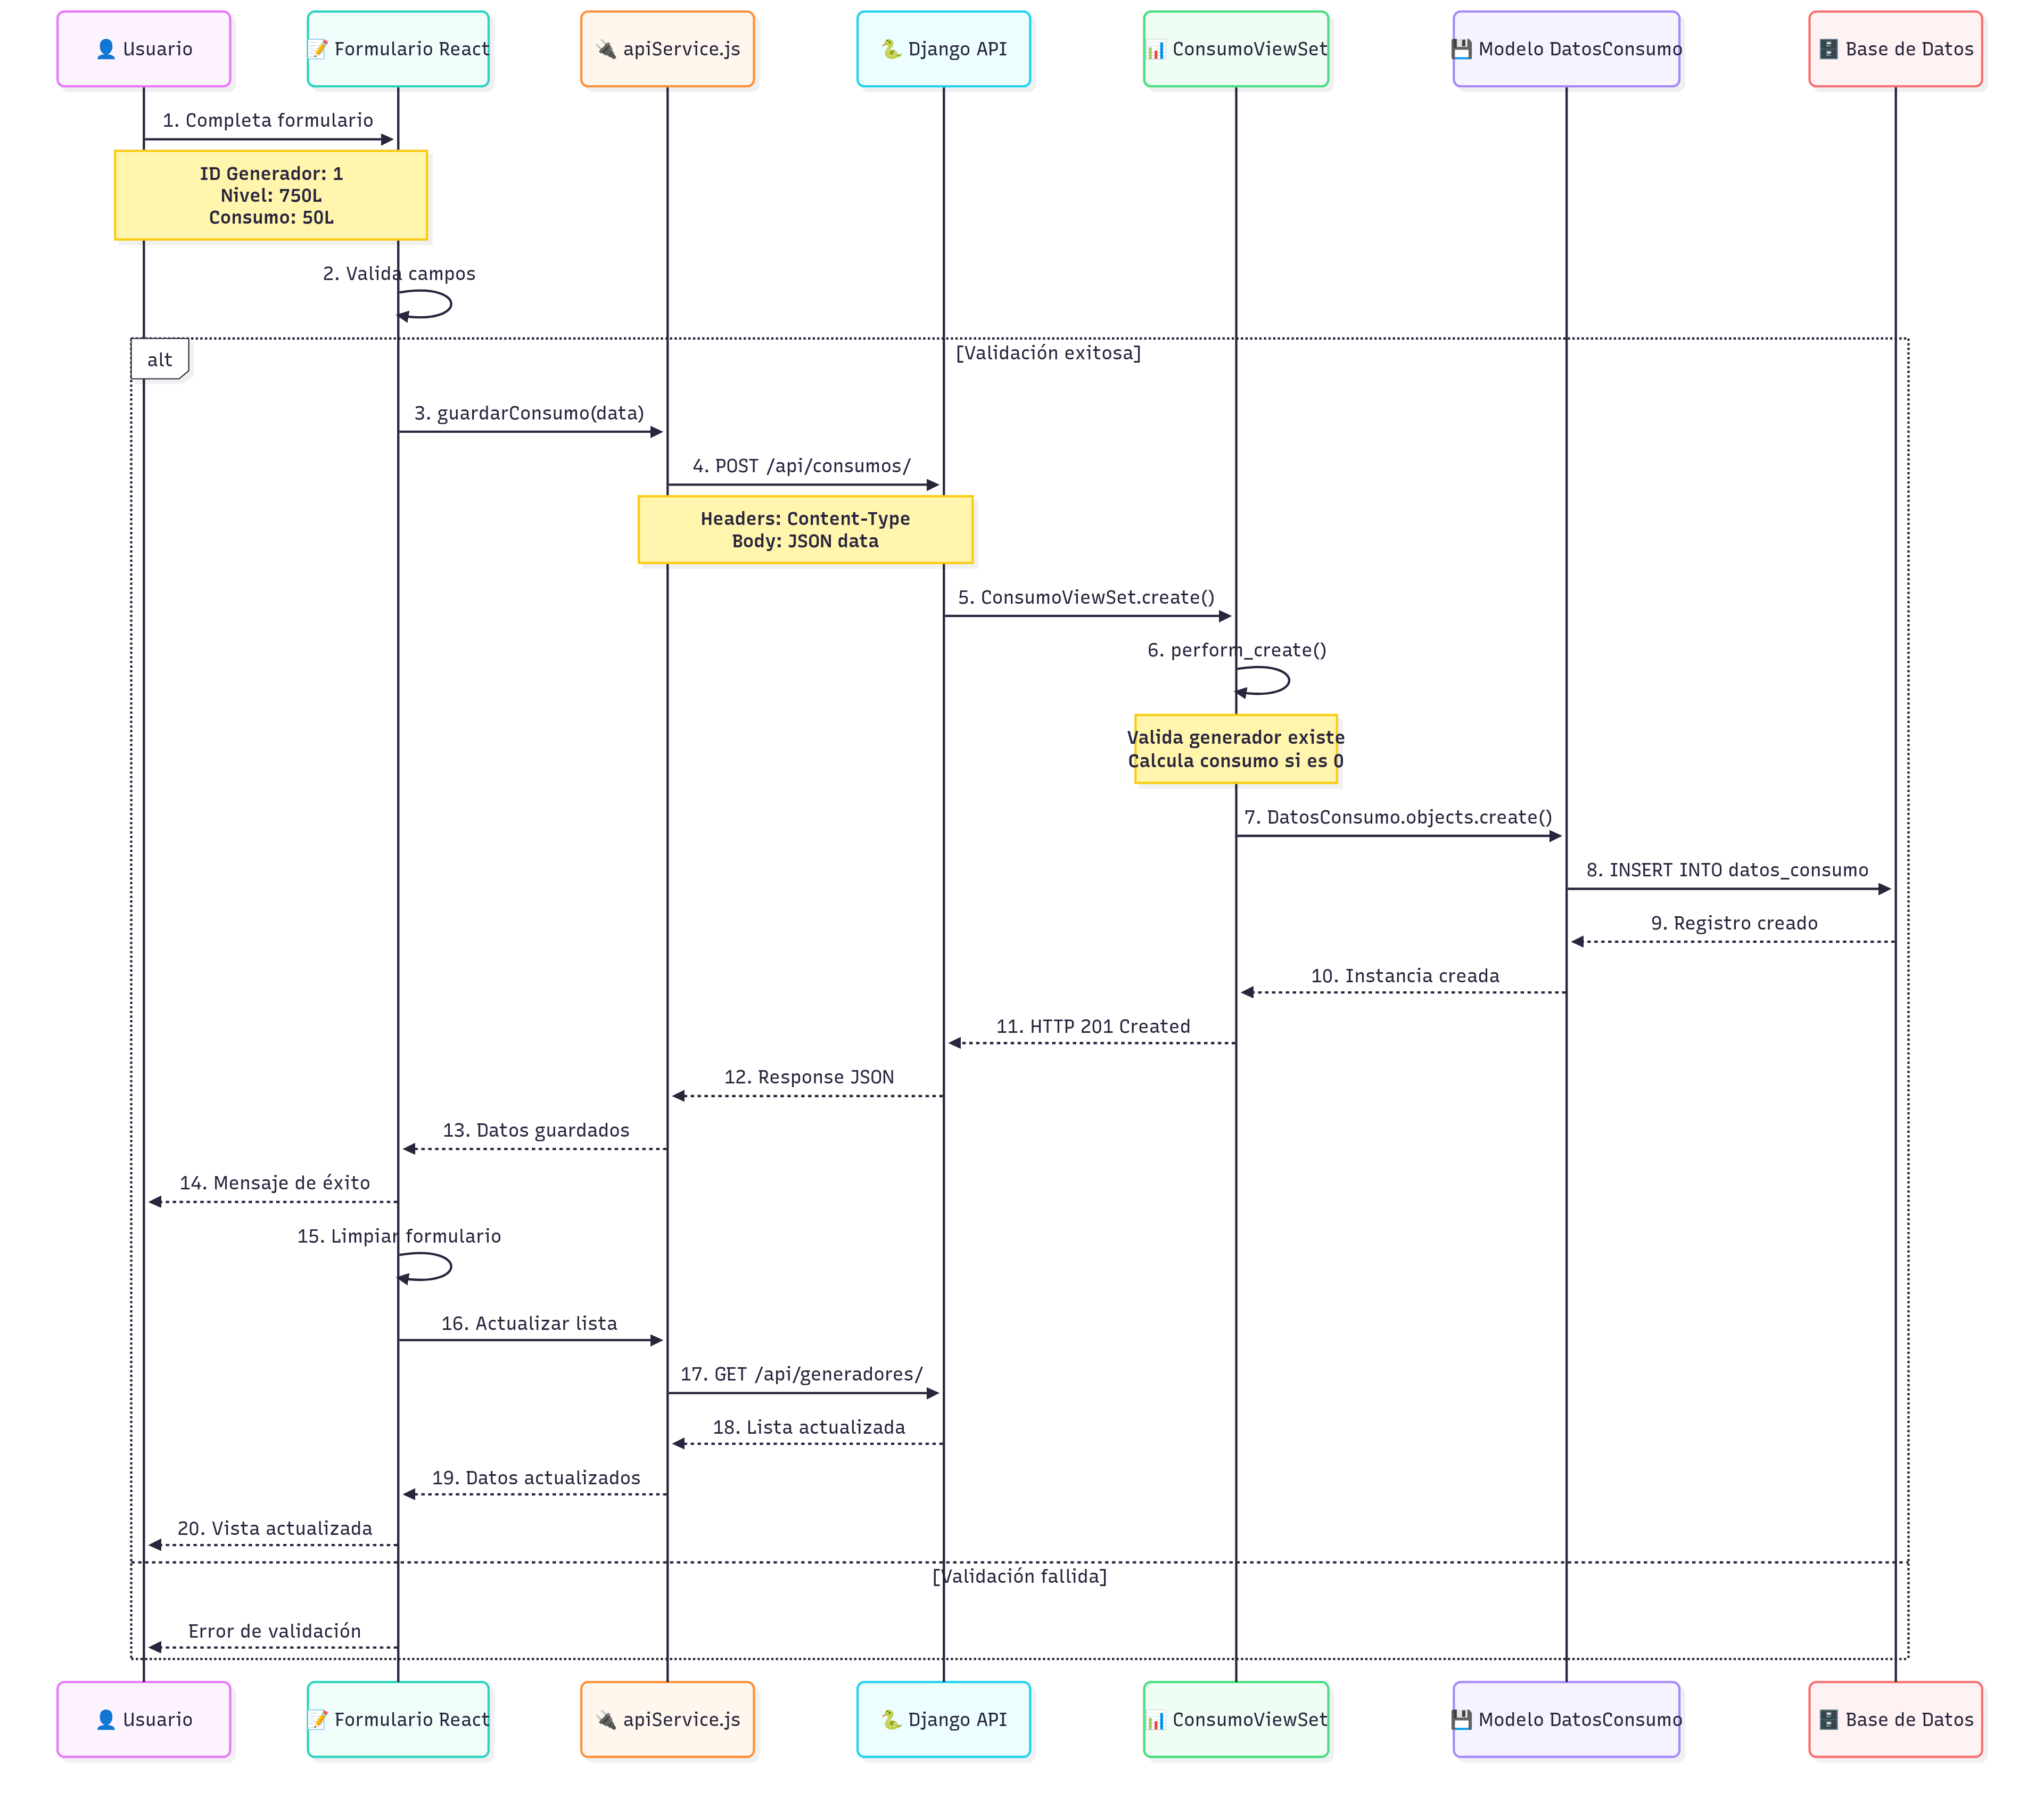 👤 Usuario
📝 Formulario React
🔌 apiService.js
🐍 Django API
📊 ConsumoViewSet
💾 Modelo DatosConsumo
🗄️ Base de Datos
1. Completa formulario
ID Generador: 1
Nivel: 750L
Consumo: 50L
2. Valida campos
alt
[Validación exitosa]
3. guardarConsumo(data)
4. POST /api/consumos/
Headers: Content-Type
Body: JSON data
5. ConsumoViewSet.create()
6. perform_create()
Valida generador existe
Calcula consumo si es 0
7. DatosConsumo.objects.create()
8. INSERT INTO datos_consumo
9. Registro creado
10. Instancia creada
11. HTTP 201 Created
12. Response JSON
13. Datos guardados
14. Mensaje de éxito
15. Limpiar formulario
16. Actualizar lista
17. GET /api/generadores/
18. Lista actualizada
19. Datos actualizados
20. Vista actualizada
[Validación fallida]
Error de validación
👤 Usuario
📝 Formulario React
🔌 apiService.js
🐍 Django API
📊 ConsumoViewSet
💾 Modelo DatosConsumo
🗄️ Base de Datos